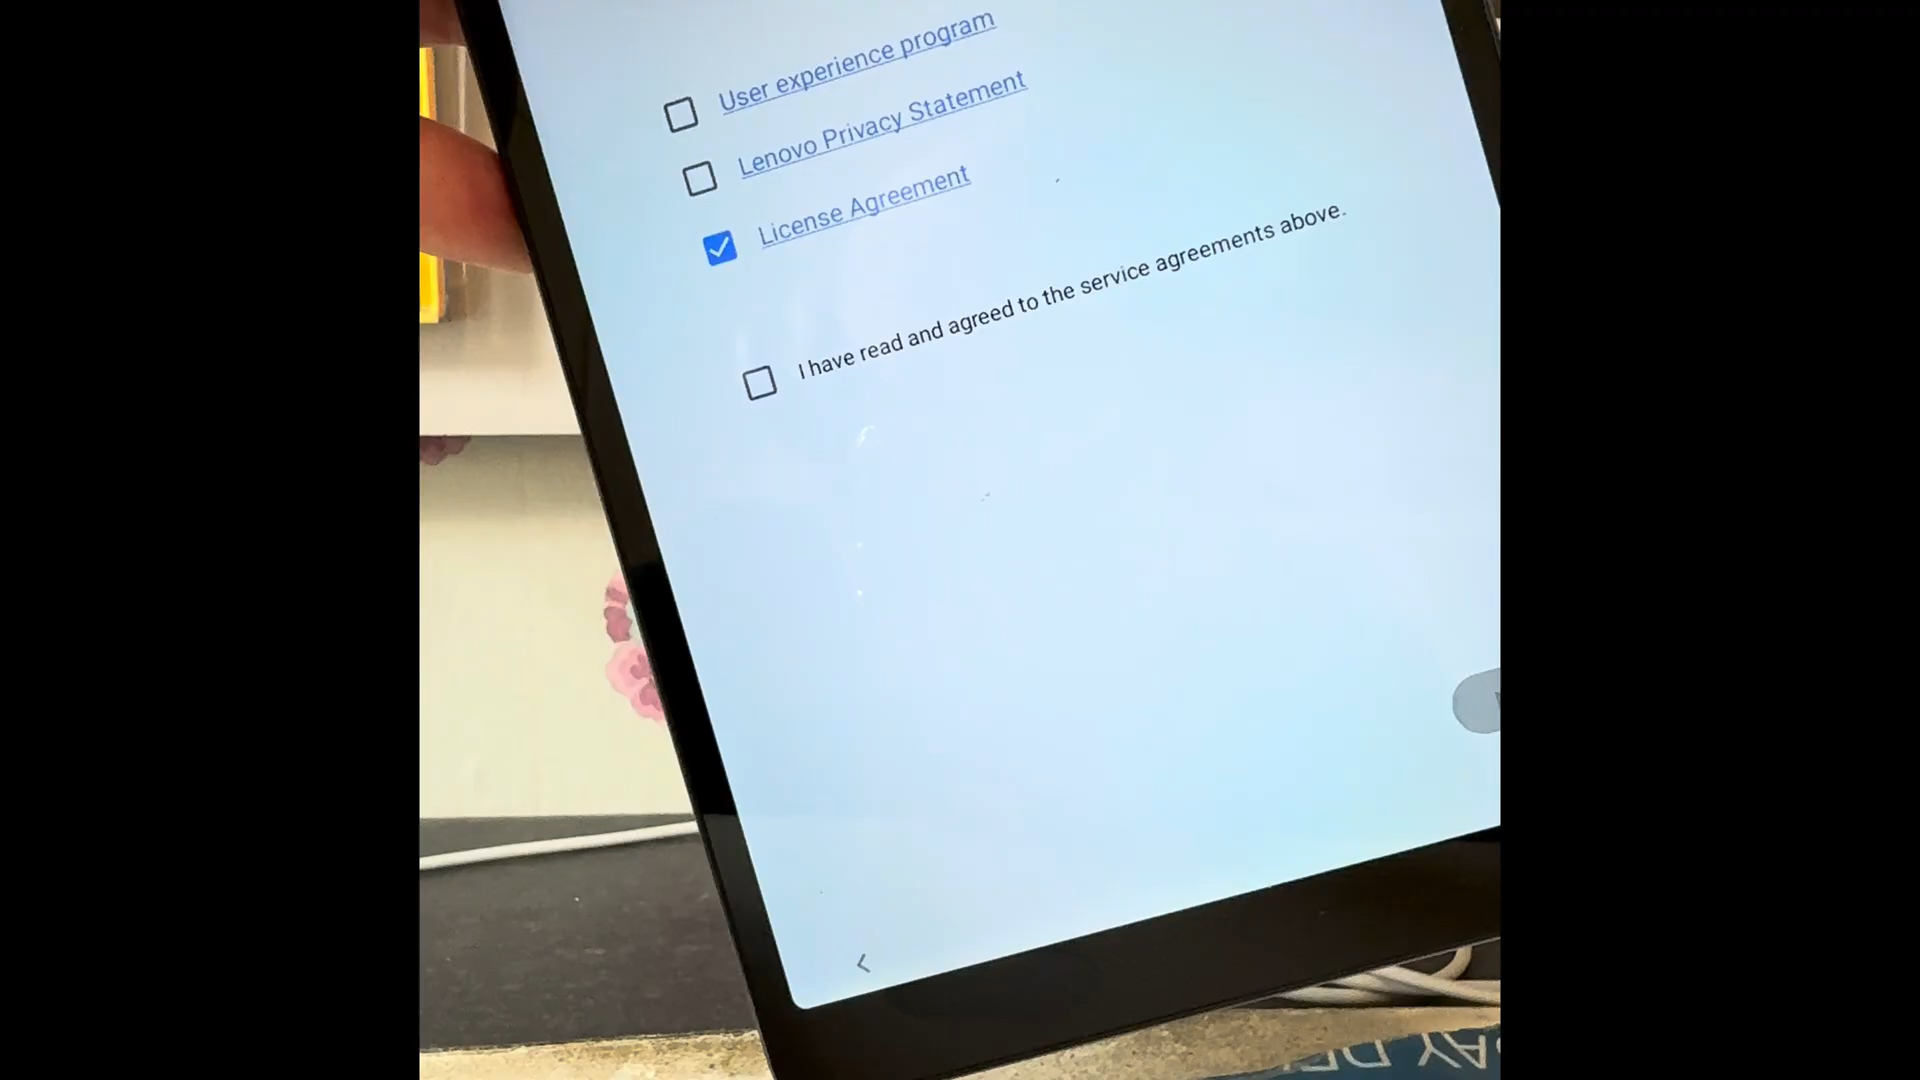 User experience program
Lenovo Privacy Statement
License Agreement
I have read and agreed to the service agreements above.